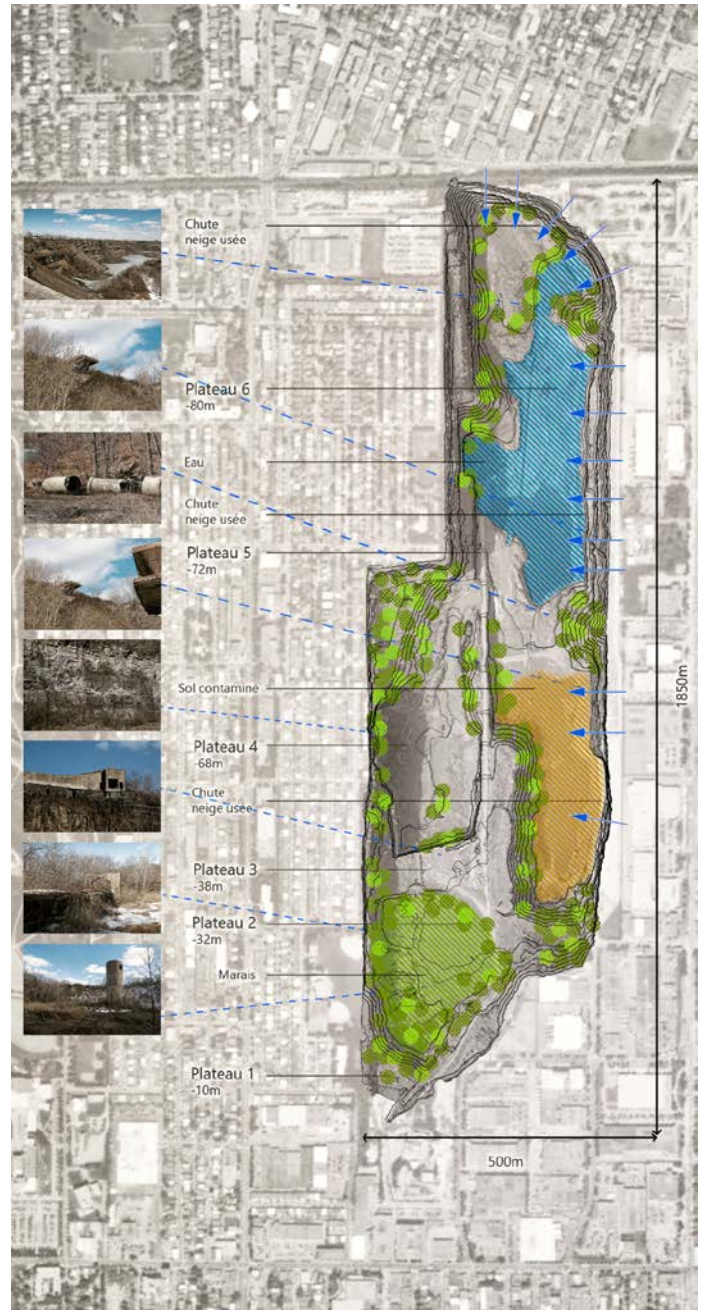 Chute
neige usée
Plateau 6
-80m
Eau
Chute
neige usée
Plateau 5
-72m
Sol contaminé
Plateau 4
-68m
Chute
neige usée
Plateau 3
-38m
Plateau 2
-32m
Marais
Plateau 1
-10m
1850m
500m